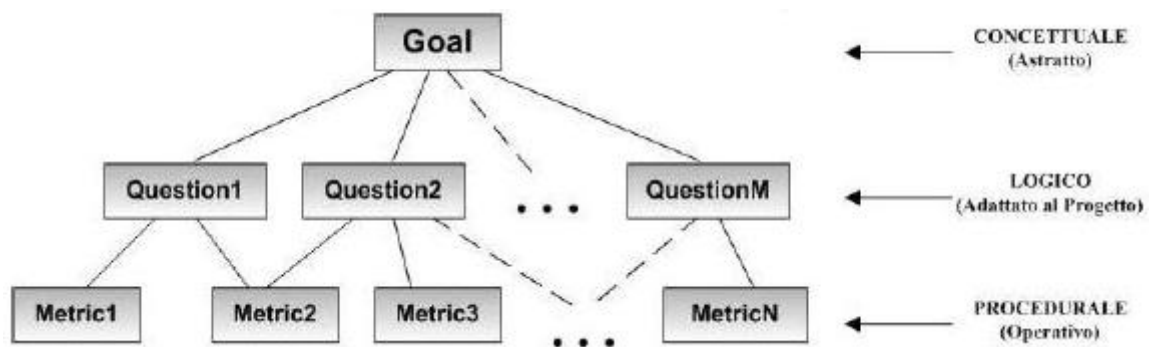 Goal
CONCETTUALE
(Astratto)
Question1
Question2
• • •
QuestionM
LOGICO
(Adattato al Progetto)
Metric1
Metric2
Metric3
• • •
MetricN
PROCEDURALE
(Operativo)